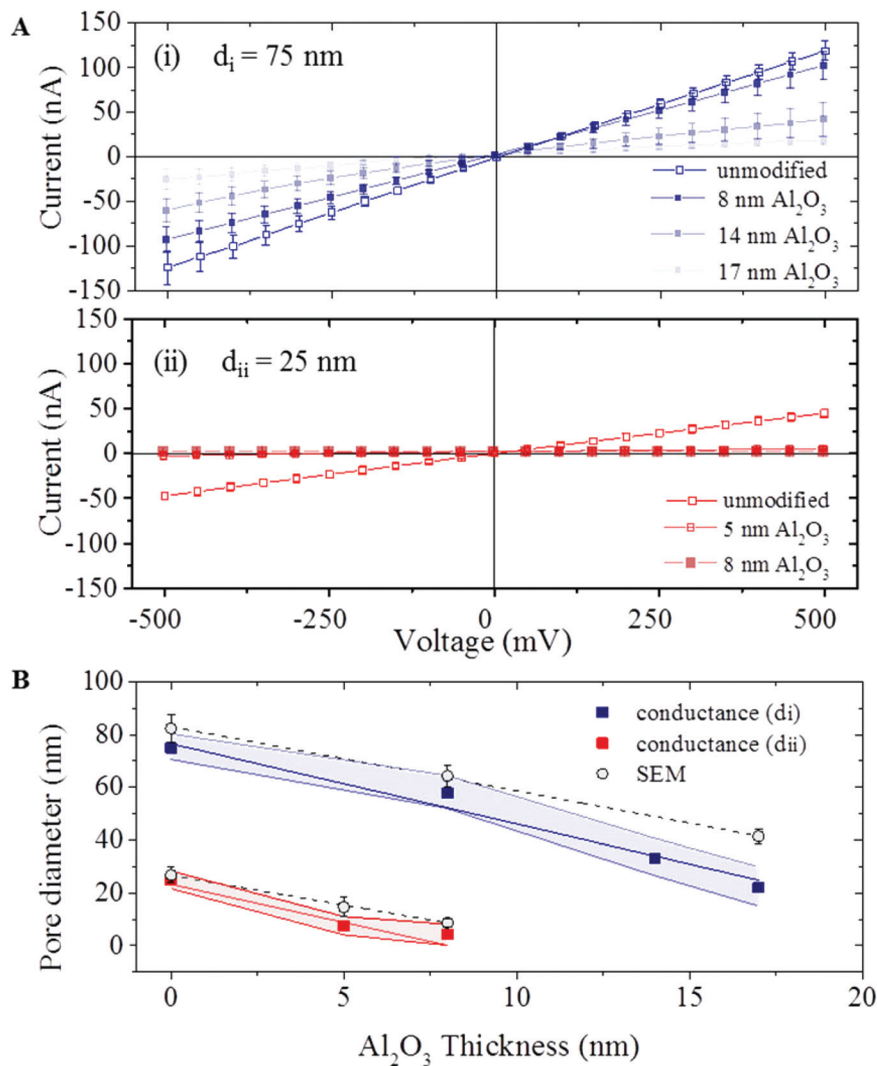 A
(i) dᵢ = 75 nm
Current (nA)
150
100
50
0
-50
-100
-150
unmodified
8 nm Al₂O₃
14 nm Al₂O₃
17 nm Al₂O₃
(ii) dᵢᵢ = 25 nm
Current (nA)
150
100
50
0
-50
-100
-150
unmodified
5 nm Al₂O₃
8 nm Al₂O₃
-500 -250 0 250 500
Voltage (mV)
B
Pore diameter (nm)
100
80
60
40
20
0
conductance (di)
conductance (dii)
SEM
0 5 10 15 20
Al₂O₃ Thickness (nm)